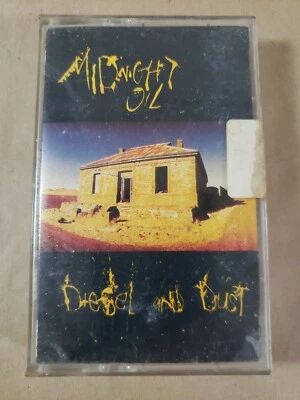 MIDNIGHT
OIL
DIESEL AND DUST